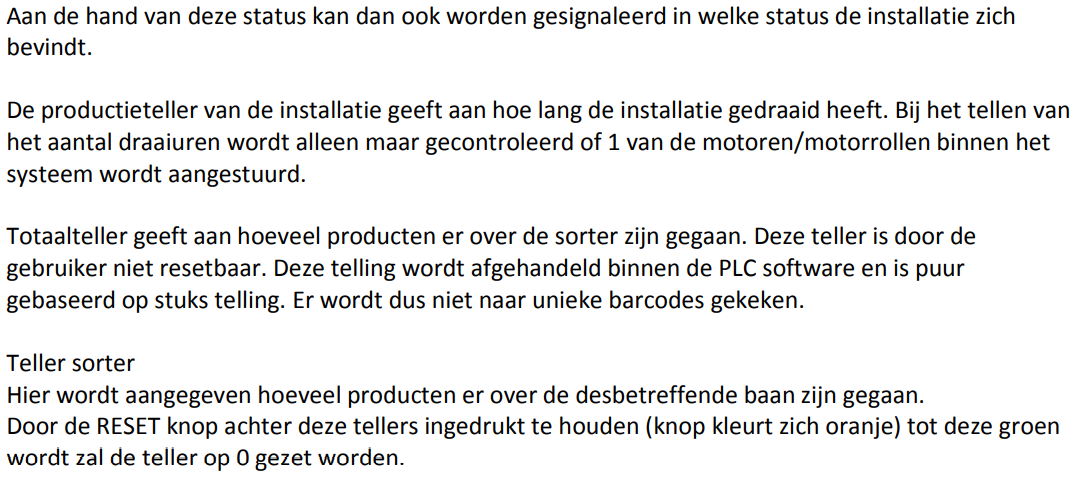 Aan de hand van deze status kan dan ook worden gesignaleerd in welke status de installatie zich
bevindt.
De productieteller van de installatie geeft aan hoe lang de installatie gedraaid heeft. Bij het tellen van
het aantal draaiuren wordt alleen maar gecontroleerd of 1 van de motoren/motorrollen binnen het
systeem wordt aangestuurd.
Totaalteller geeft aan hoeveel producten er over de sorter zijn gegaan. Deze teller is door de
gebruiker niet resetbaar. Deze telling wordt afgehandeld binnen de PLC software en is puur
gebaseerd op stuks telling. Er wordt dus niet naar unieke barcodes gekeken.
Teller sorter
Hier wordt aangegeven hoeveel producten er over de desbetreffende baan zijn gegaan.
Door de RESET knop achter deze tellers ingedrukt te houden (knop kleurt zich oranje) tot deze groen
wordt zal de teller op 0 gezet worden.